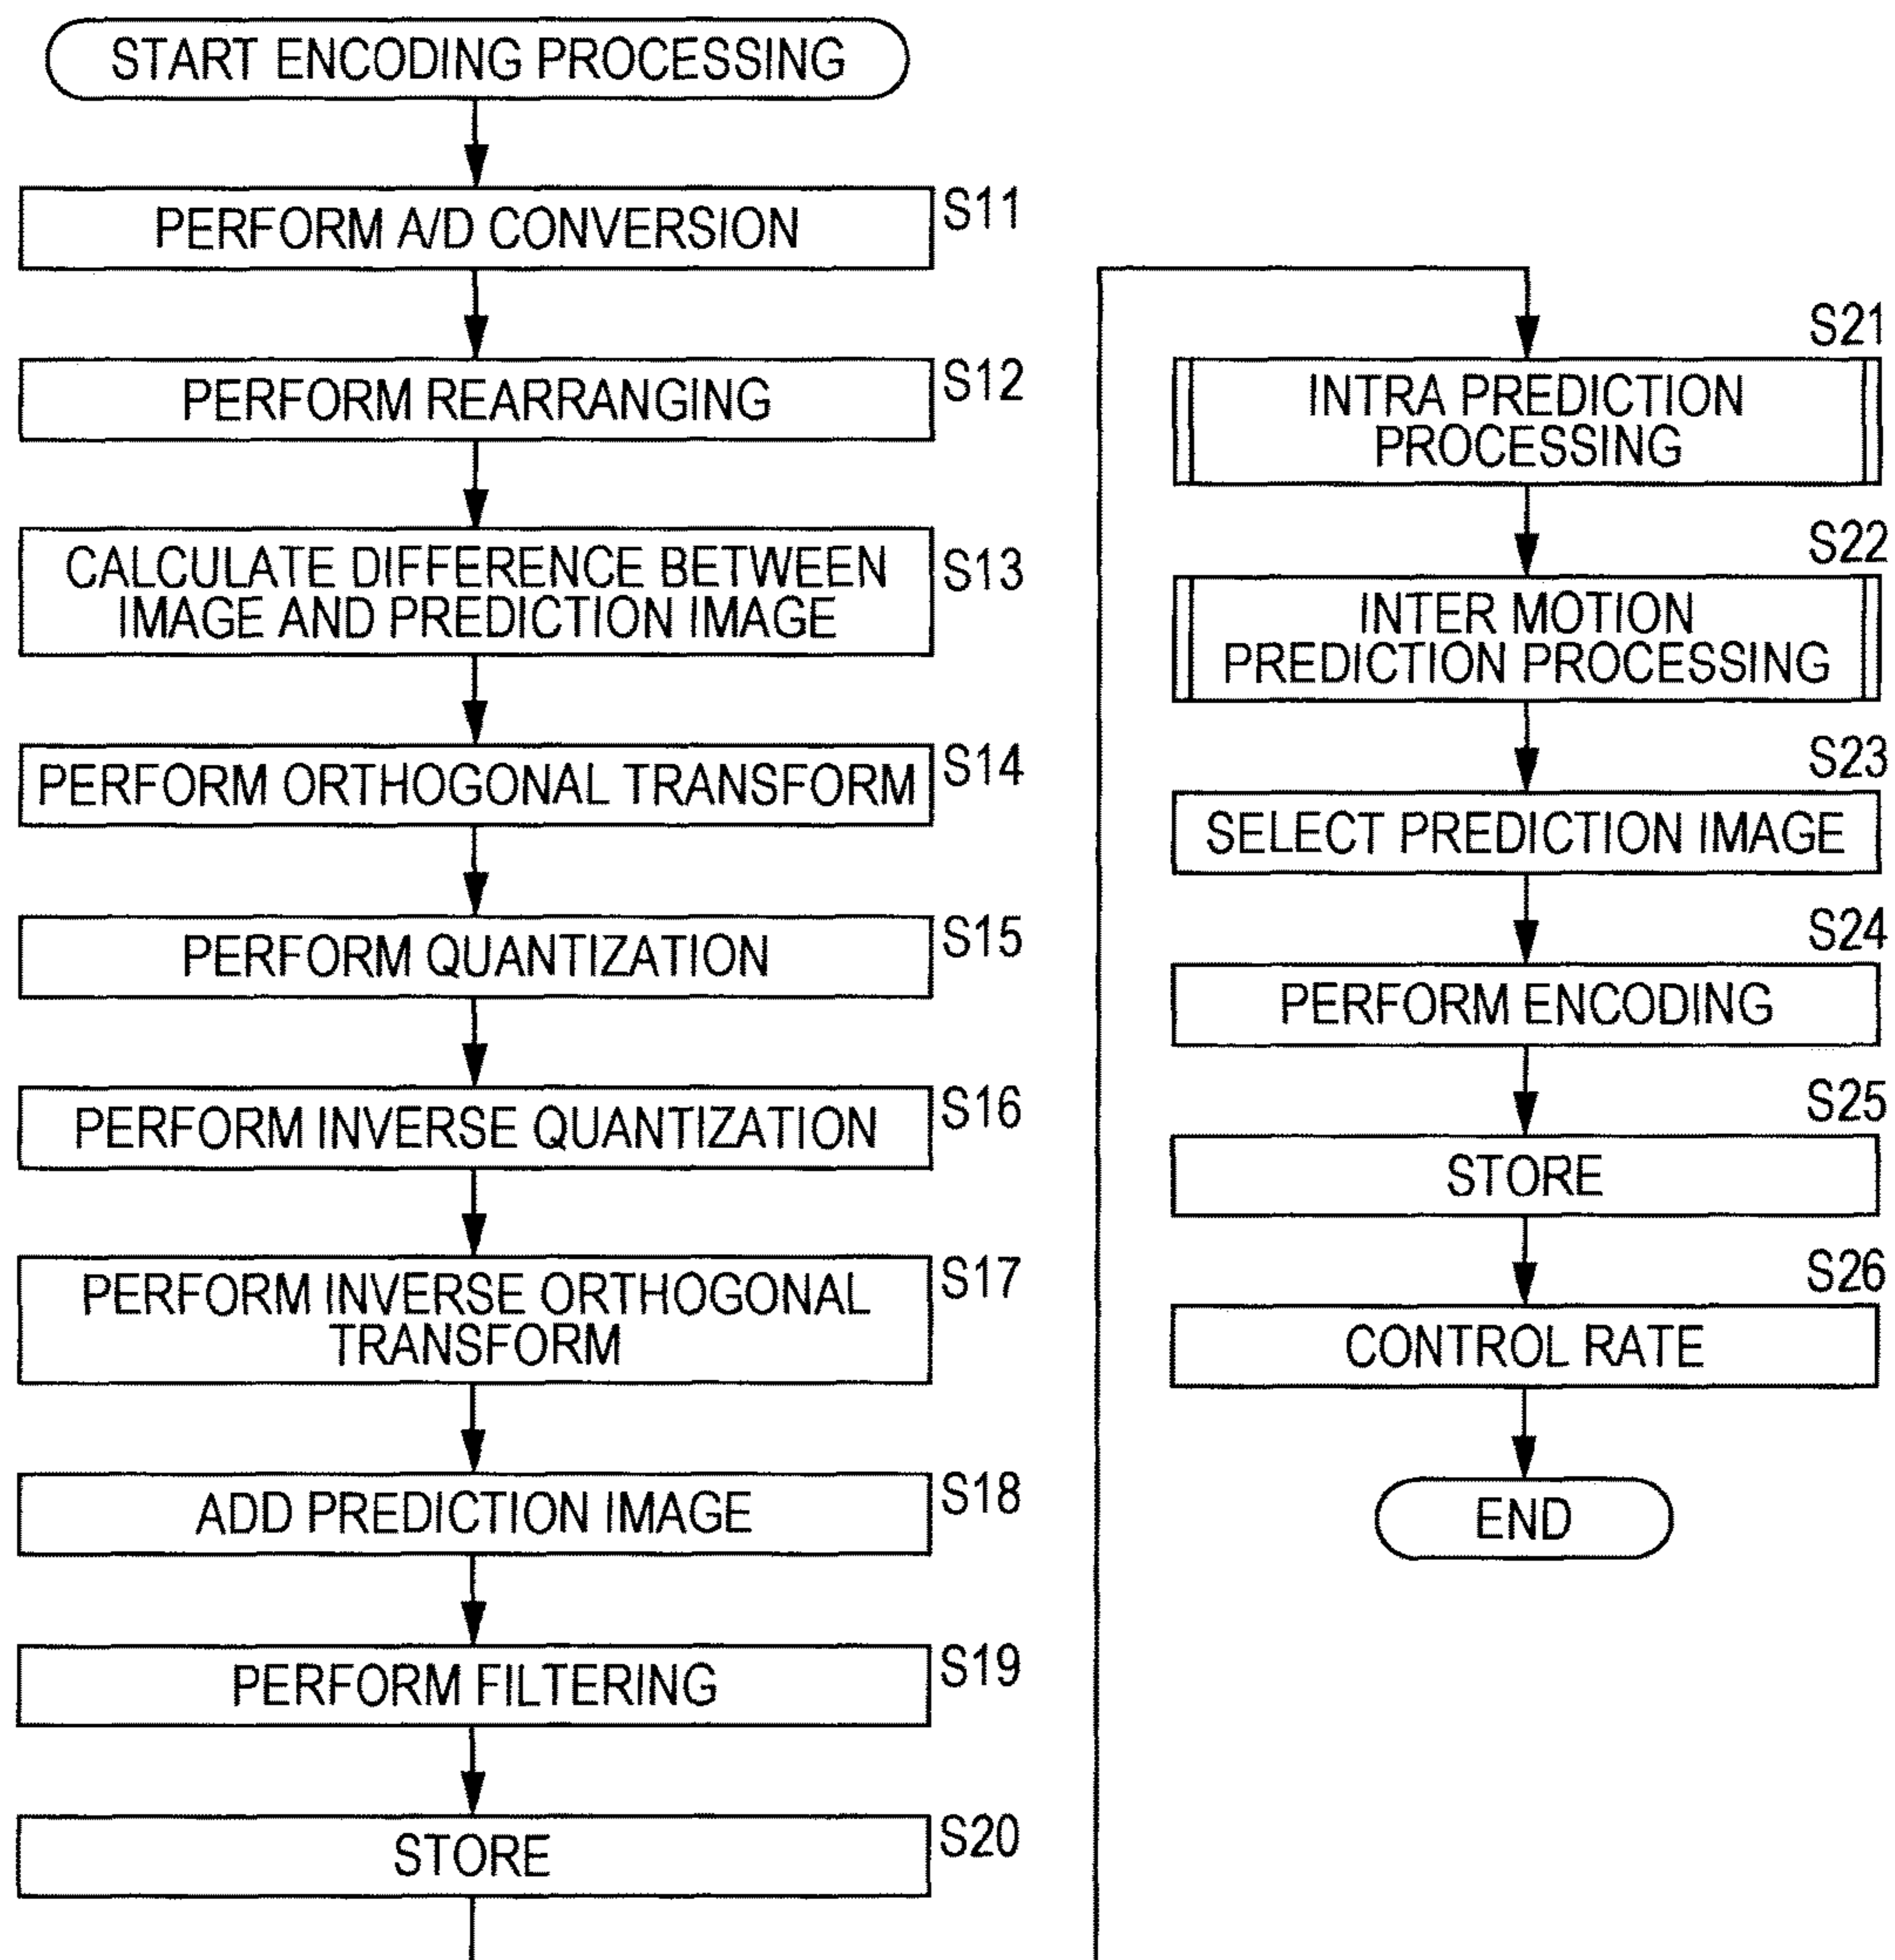 START ENCODING PROCESSING
PERFORM A/D CONVERSION
S11
PERFORM REARRANGING
S12
CALCULATE DIFFERENCE BETWEEN
IMAGE AND PREDICTION IMAGE
S13
PERFORM ORTHOGONAL TRANSFORM
S14
PERFORM QUANTIZATION
S15
PERFORM INVERSE QUANTIZATION
S16
PERFORM INVERSE ORTHOGONAL
TRANSFORM
S17
ADD PREDICTION IMAGE
S18
PERFORM FILTERING
S19
STORE
S20
S21
INTRA PREDICTION
PROCESSING
S22
INTER MOTION
PREDICTION PROCESSING
S23
SELECT PREDICTION IMAGE
S24
PERFORM ENCODING
S25
STORE
S26
CONTROL RATE
END